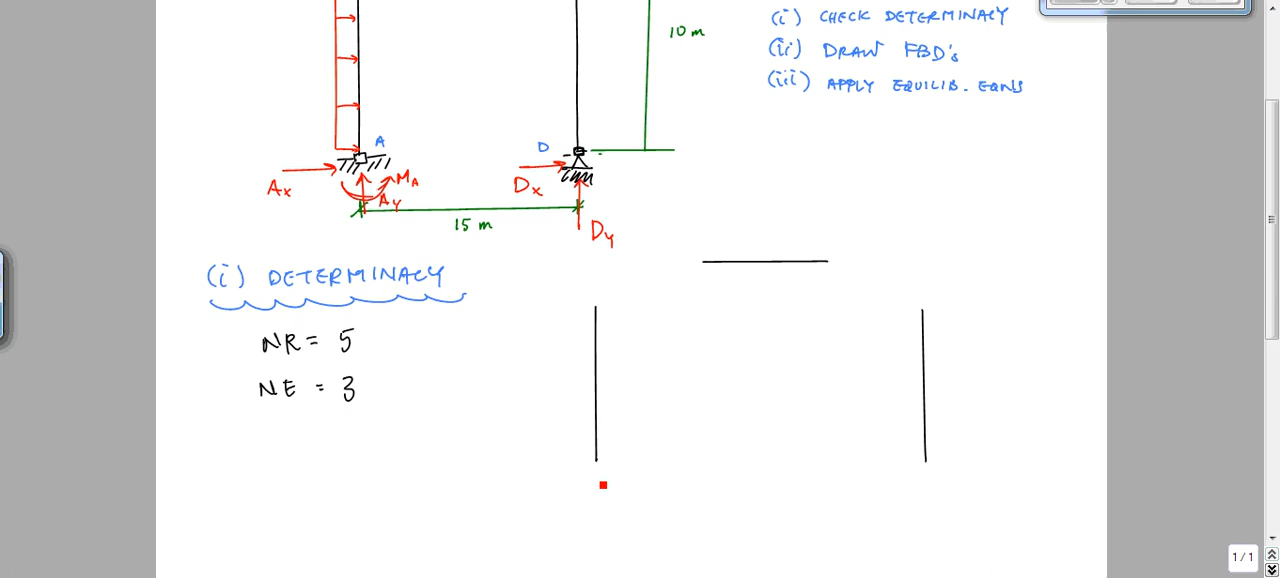 (i) CHECK DETERMINACY
10 m
(ii) DRAW FBD's
(iii) APPLY EQUILIB. EQNS
A
D
Ax
MA
Ay
Dx
15 m
Dy
(i) DETERMINACY
NR = 5
NE = 3
1 / 1